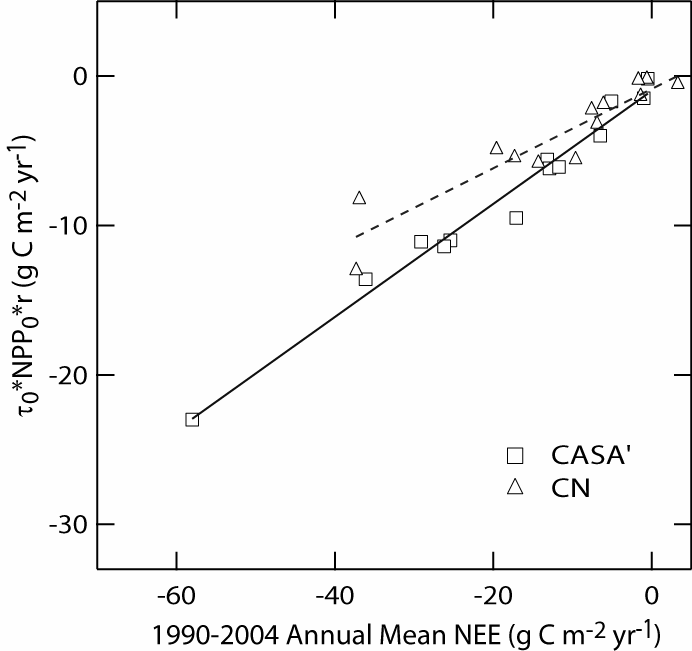 τ0*NPP0*r (g C m-2 yr-1)
0
-10
-20
-30
CASA'
CN
-60 -40 -20 0
1990-2004 Annual Mean NEE (g C m-2 yr-1)